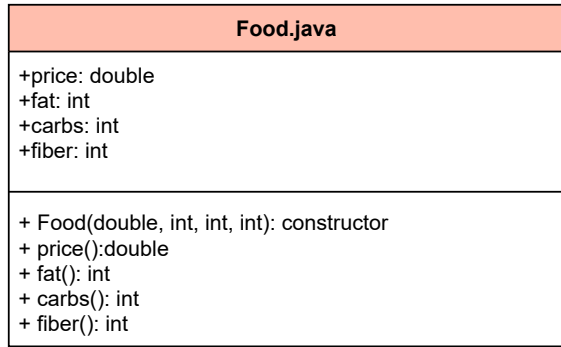 Food.java
+price: double
+fat: int
+carbs: int
+fiber: int
+ Food(double, int, int, int): constructor
+ price():double
+ fat(): int
+ carbs(): int
+ fiber(): int